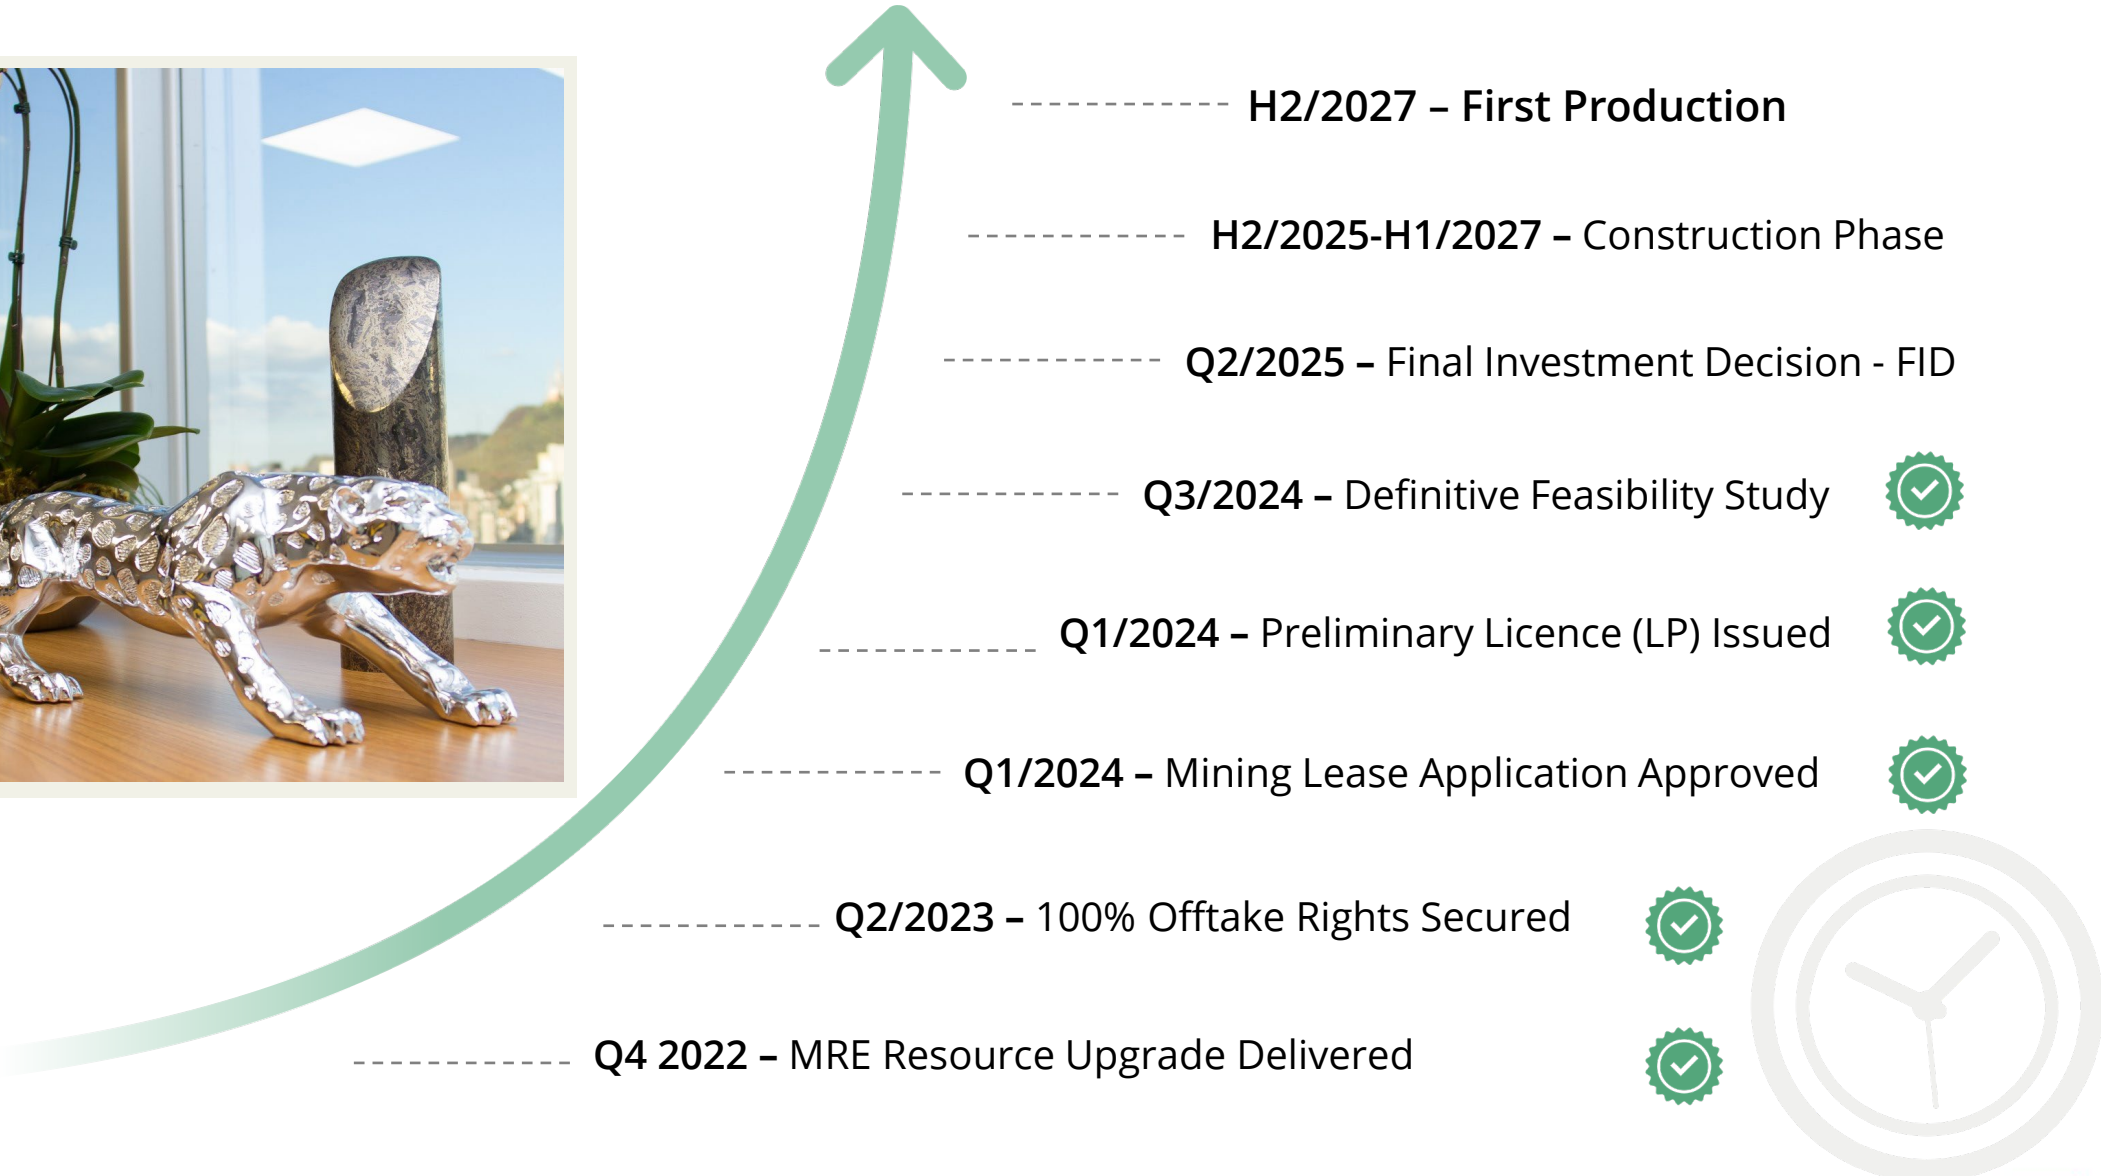 H2/2027 – First Production
H2/2025-H1/2027 – Construction Phase
Q2/2025 – Final Investment Decision - FID
Q3/2024 – Definitive Feasibility Study
Q1/2024 – Preliminary Licence (LP) Issued
Q1/2024 – Mining Lease Application Approved
Q2/2023 – 100% Offtake Rights Secured
Q4 2022 – MRE Resource Upgrade Delivered